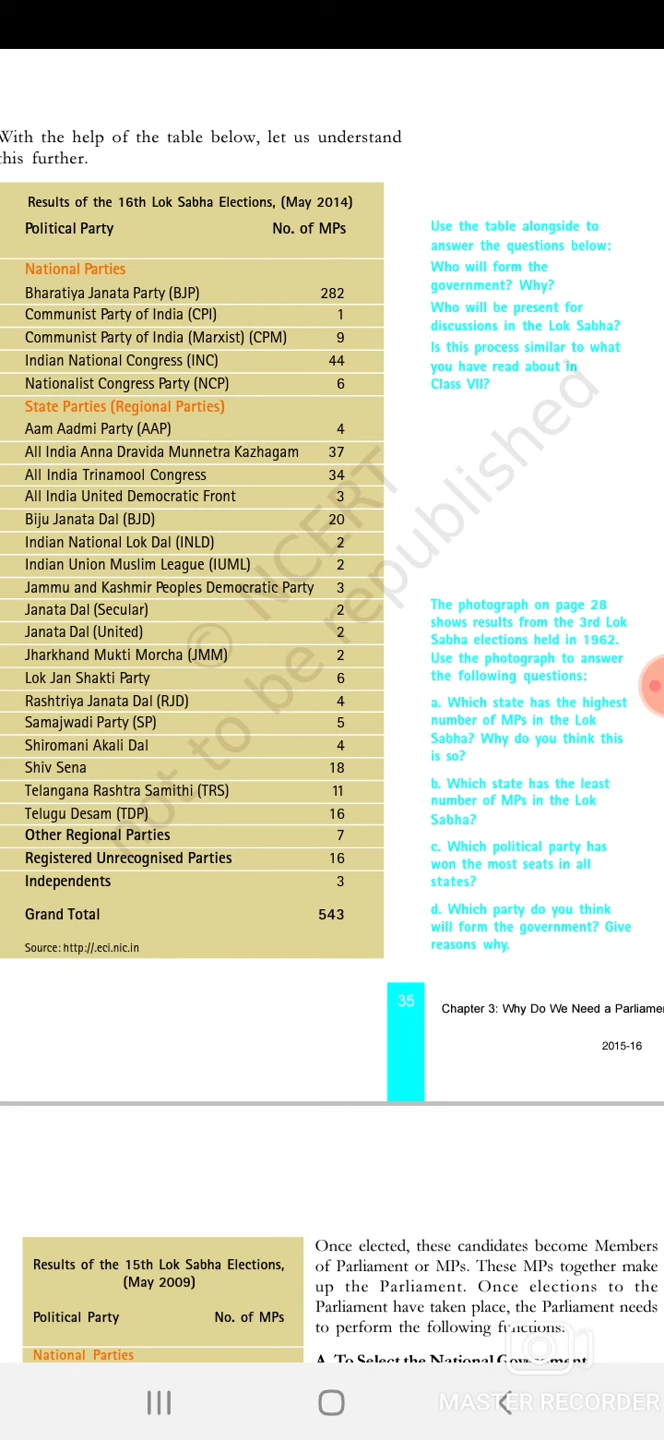 With the help of the table below, let us understand
this further.
Results of the 16th Lok Sabha Elections, (May 2014)
Political Party No. of MPs
National Parties
Bharatiya Janata Party (BJP) 282
Communist Party of India (CPI) 1
Communist Party of India (Marxist) (CPM) 9
Indian National Congress (INC) 44
Nationalist Congress Party (NCP) 6
State Parties (Regional Parties)
Aam Aadmi Party (AAP) 4
All India Anna Dravida Munnetra Kazhagam 37
All India Trinamool Congress 34
All India United Democratic Front 3
Biju Janata Dal (BJD) 20
Indian National Lok Dal (INLD) 2
Indian Union Muslim League (IUML) 2
Jammu and Kashmir Peoples Democratic Party 3
Janata Dal (Secular) 2
Janata Dal (United) 2
Jharkhand Mukti Morcha (JMM) 2
Lok Jan Shakti Party 6
Rashtriya Janata Dal (RJD) 4
Samajwadi Party (SP) 5
Shiromani Akali Dal 4
Shiv Sena 18
Telangana Rashtra Samithi (TRS) 11
Telugu Desam (TDP) 16
Other Regional Parties 7
Registered Unrecognised Parties 16
Independents 3
Grand Total 543
Source: http://.eci.nic.in
© NCERT
not to be republished
Use the table alongside to
answer the questions below:
Who will form the
government? Why?
Who will be present for
discussions in the Lok Sabha?
Is this process similar to what
you have read about in
Class VII?
The photograph on page 28
shows results from the 3rd Lok
Sabha elections held in 1962.
Use the photograph to answer
the following questions:
a. Which state has the highest
number of MPs in the Lok
Sabha? Why do you think this
is so?
b. Which state has the least
number of MPs in the Lok
Sabha?
c. Which political party has
won the most seats in all
states?
d. Which party do you think
will form the government? Give
reasons why.
35
Chapter 3: Why Do We Need a Parliame
2015-16
Results of the 15th Lok Sabha Elections,
(May 2009)
Political Party No. of MPs
National Parties
Once elected, these candidates become Members
of Parliament or MPs. These MPs together make
up the Parliament. Once elections to the
Parliament have taken place, the Parliament needs
to perform the following functions:
A. To Select the National Government
MASTER RECORDER